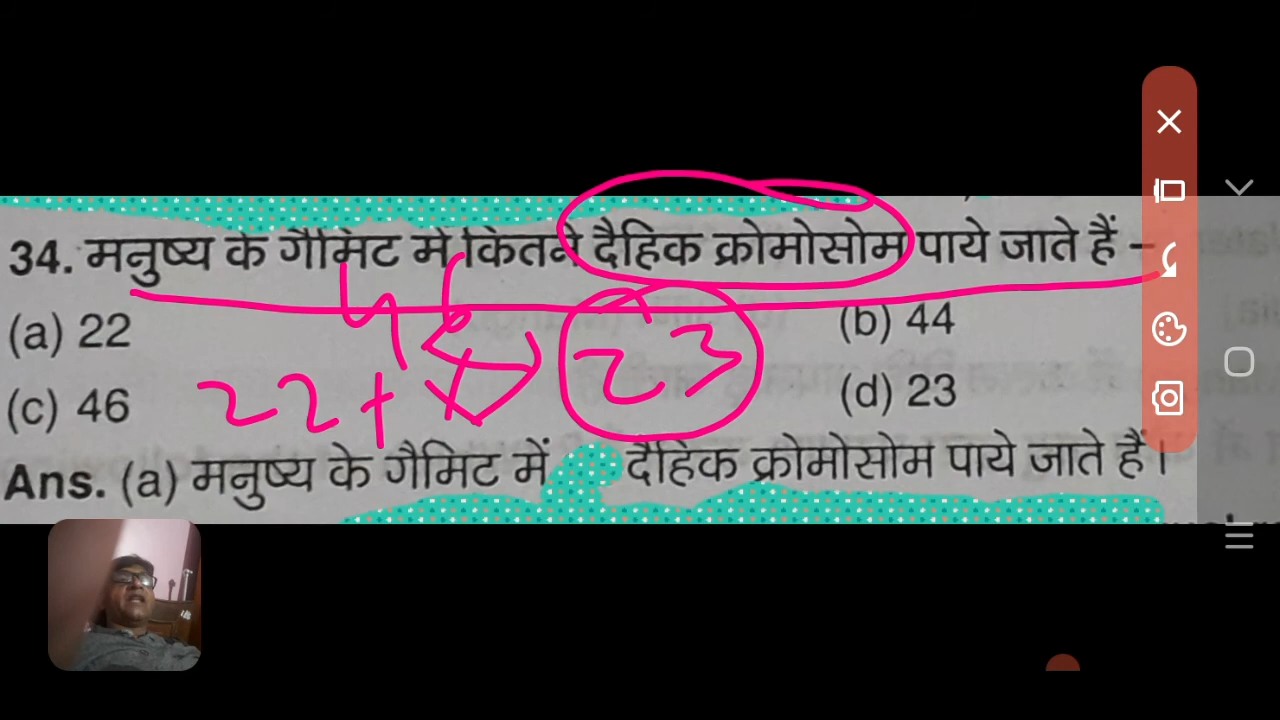 34. मनुष्य के गैमिट में कितने दैहिक क्रोमोसोम पाये जाते हैं –
(a) 22 (b) 44
46
22+ 23
(c) 46 (d) 23
Ans. (a) मनुष्य के गैमिट में दैहिक क्रोमोसोम पाये जाते हैं।